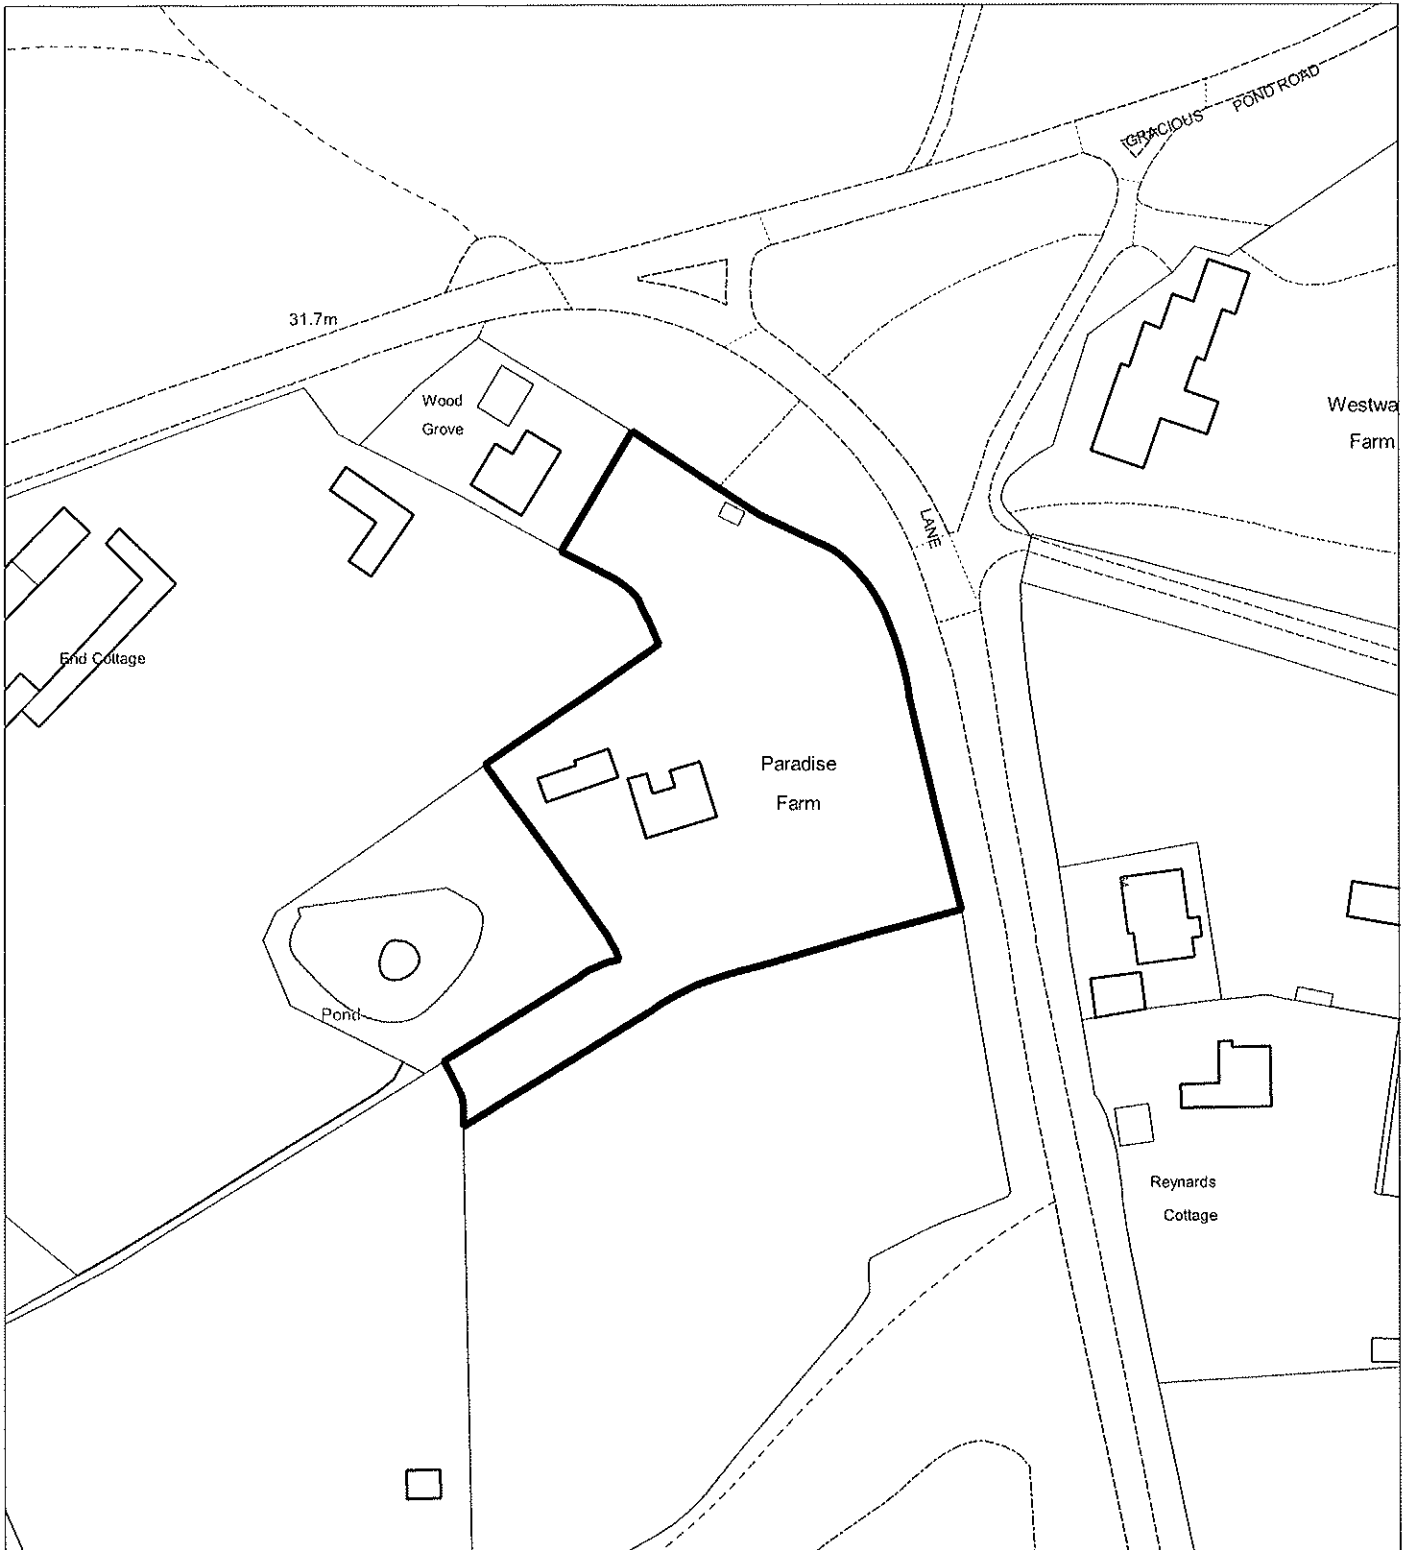 GRACIOUS POND ROAD
31.7m
Wood
Grove
Westwa
Farm
LANE
End Cottage
Paradise
Farm
Pond
Reynards
Cottage